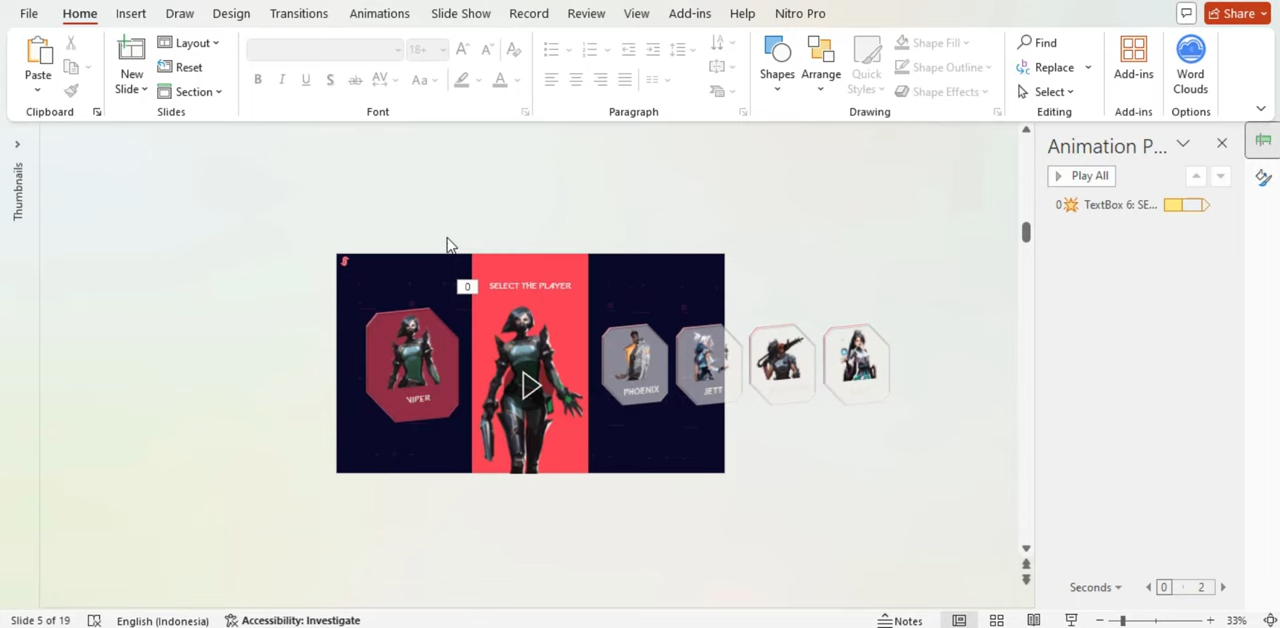 File Home Insert Draw Design Transitions Animations Slide Show Record Review View Add-ins Help Nitro Pro Share
Paste
Clipboard
New
Slide
Layout
Reset
Section
Slides
18+
Font
Paragraph
Shapes
Arrange
Quick
Styles
Shape Fill
Shape Outline
Shape Effects
Drawing
Find
Replace
Select
Editing
Add-ins
Add-ins
Word
Clouds
Options
Thumbnails
0 SELECT THE PLAYER
VIPER
PHOENIX
JETT
Animation P...
Play All
0 TextBox 6: SE...
Seconds 0 2
Slide 5 of 19 English (Indonesia) Accessibility: Investigate Notes 33%